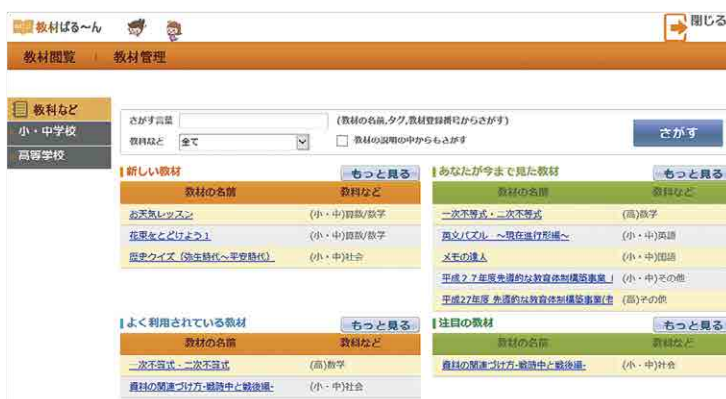 教材ばる～ん
閉じる
教材閲覧
教材管理
教科など
小・中学校
高等学校
さがす言葉
(教材の名前,タグ,教材登録番号からさがす)
教科など 全て
教材の説明の中からもさがす
さがす
新しい教材
もっと見る
教材の名前 教科など
お天気レッスン (小・中)算数/数学
花束をとどけよう１ (小・中)算数/数学
歴史クイズ（弥生時代～平安時代） (小・中)社会
あなたが今まで見た教材
もっと見る
教材の名前 教科など
一次不等式・二次不等式 (高)数学
英文パズル ～現在進行形編～ (小・中)英語
メモの達人 (小・中)国語
平成２７年度先導的な教育体制構築事業 (小・中)その他
平成27年度 先導的な教育体制構築事業 (高)その他
よく利用されている教材
もっと見る
教材の名前 教科など
一次不等式・二次不等式 (高)数学
資料の関連づけ方-戦時中と戦後編- (小・中)社会
注目の教材
もっと見る
教材の名前 教科など
資料の関連づけ方-戦時中と戦後編- (小・中)社会